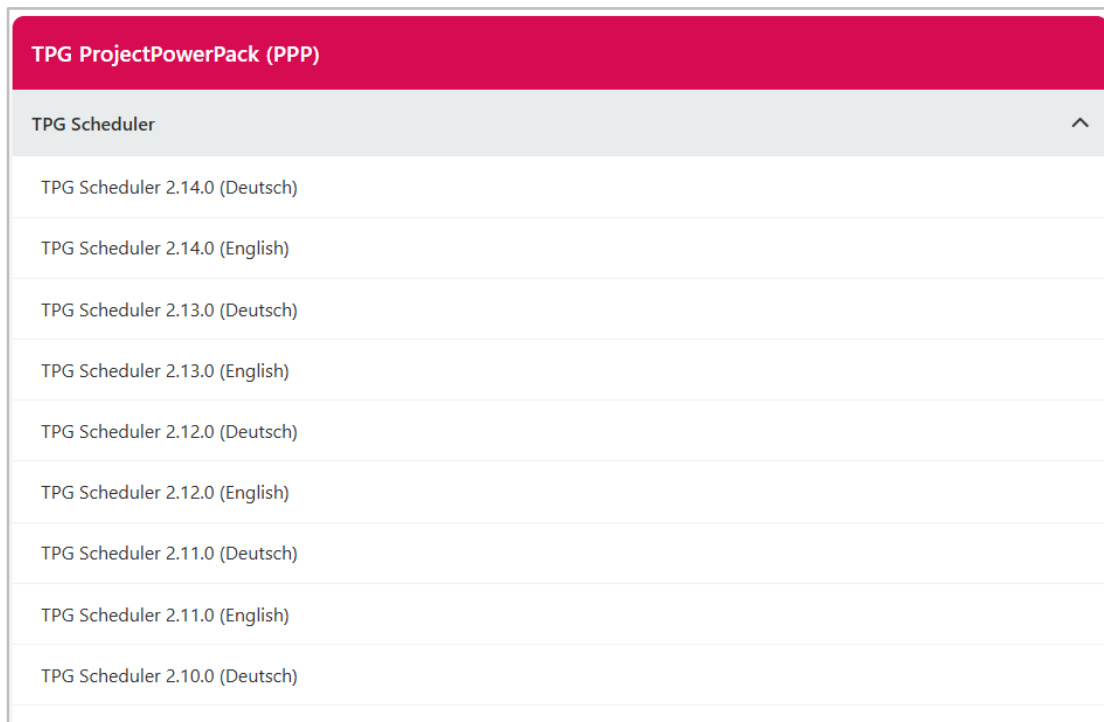 TPG ProjectPowerPack (PPP)
TPG Scheduler
TPG Scheduler 2.14.0 (Deutsch)
TPG Scheduler 2.14.0 (English)
TPG Scheduler 2.13.0 (Deutsch)
TPG Scheduler 2.13.0 (English)
TPG Scheduler 2.12.0 (Deutsch)
TPG Scheduler 2.12.0 (English)
TPG Scheduler 2.11.0 (Deutsch)
TPG Scheduler 2.11.0 (English)
TPG Scheduler 2.10.0 (Deutsch)